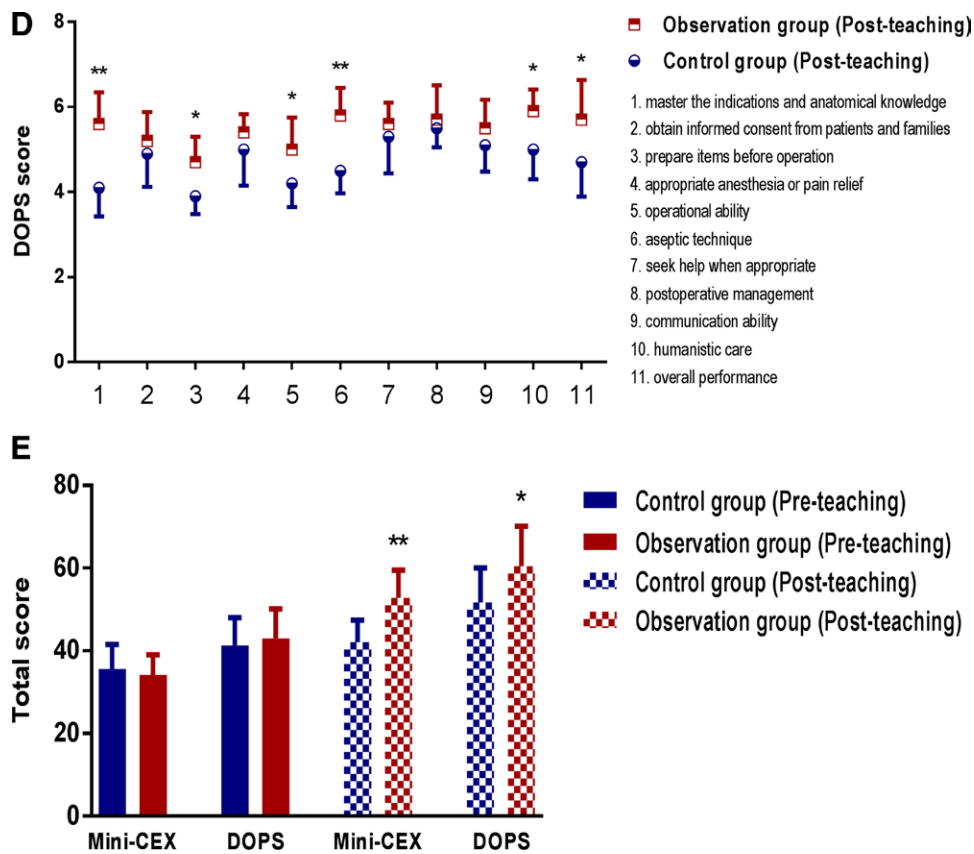 D
8
6
4
2
0
DOPS score
** * * ** * *
1 2 3 4 5 6 7 8 9 10 11
Observation group (Post-teaching)
Control group (Post-teaching)
1. master the indications and anatomical knowledge
2. obtain informed consent from patients and families
3. prepare items before operation
4. appropriate anesthesia or pain relief
5. operational ability
6. aseptic technique
7. seek help when appropriate
8. postoperative management
9. communication ability
10. humanistic care
11. overall performance
E
80
60
40
20
0
Total score
** *
Mini-CEX DOPS Mini-CEX DOPS
Control group (Pre-teaching)
Observation group (Pre-teaching)
Control group (Post-teaching)
Observation group (Post-teaching)